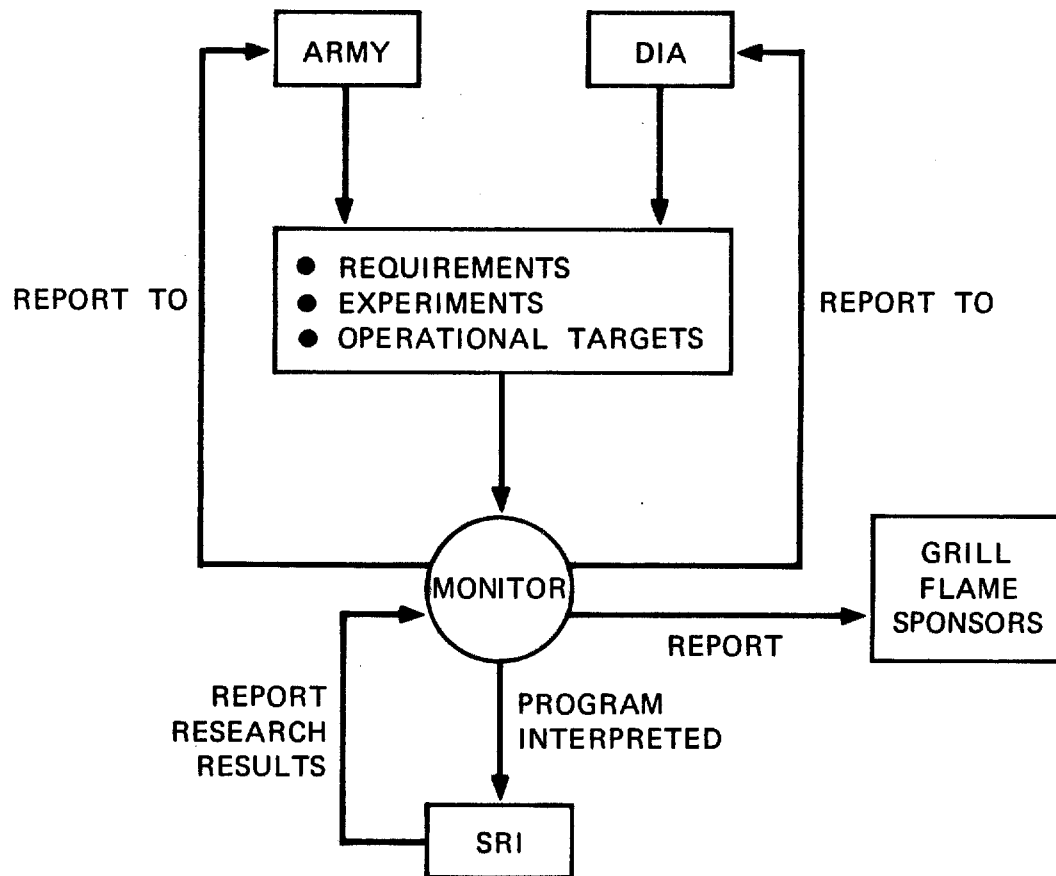 ARMY
DIA
● REQUIREMENTS
● EXPERIMENTS
● OPERATIONAL TARGETS
REPORT TO
REPORT TO
MONITOR
GRILL
FLAME
SPONSORS
REPORT
REPORT
RESEARCH
RESULTS
PROGRAM
INTERPRETED
SRI